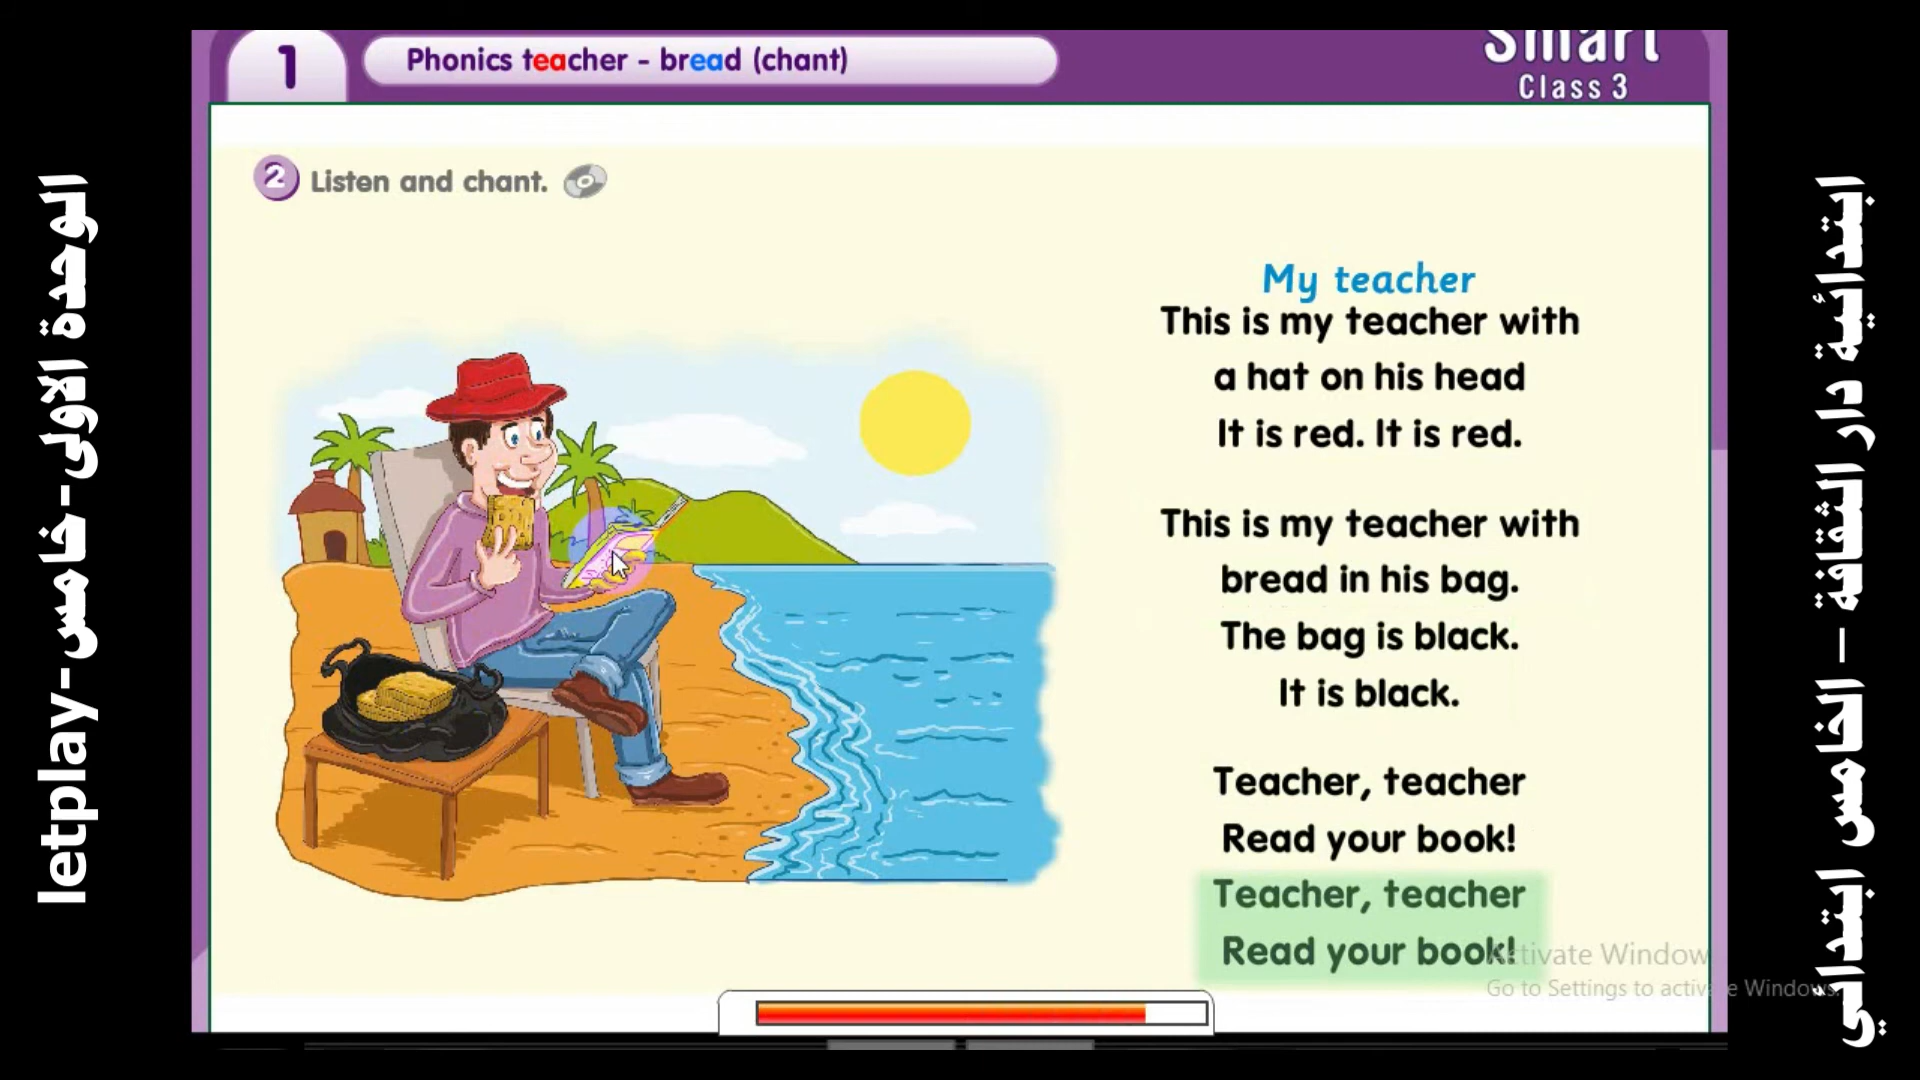 1
Phonics teacher - bread (chant)
Smart
Class 3
2 Listen and chant.
My teacher
This is my teacher with
a hat on his head
It is red. It is red.
This is my teacher with
bread in his bag.
The bag is black.
It is black.
Teacher, teacher
Read your book!
Teacher, teacher
Read your book!
Activate Windows
Go to Settings to activate Windows.
الوحدة الاولى-خامس-letplay
ابتدائية دار الثقافة – الخامس ابتدائي